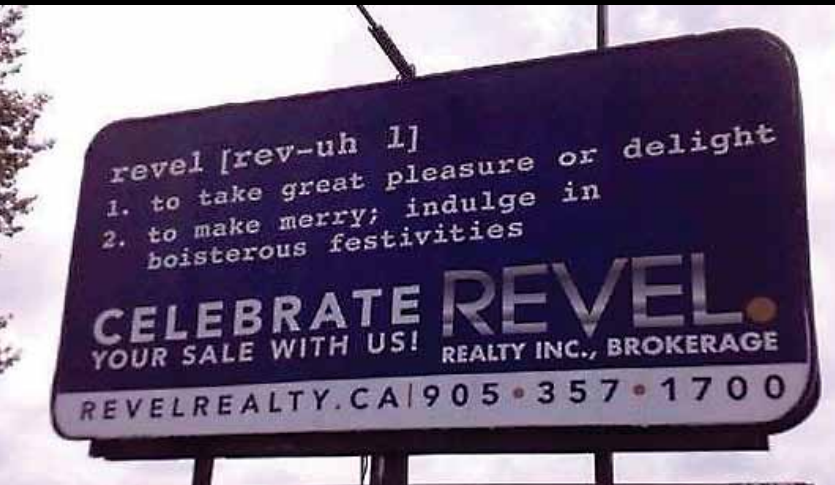 revel [rev-uh l]
1. to take great pleasure or delight
2. to make merry; indulge in
boisterous festivities
CELEBRATE
YOUR SALE WITH US!
REVEL.
REALTY INC., BROKERAGE
REVELREALTY.CA|905•357•1700